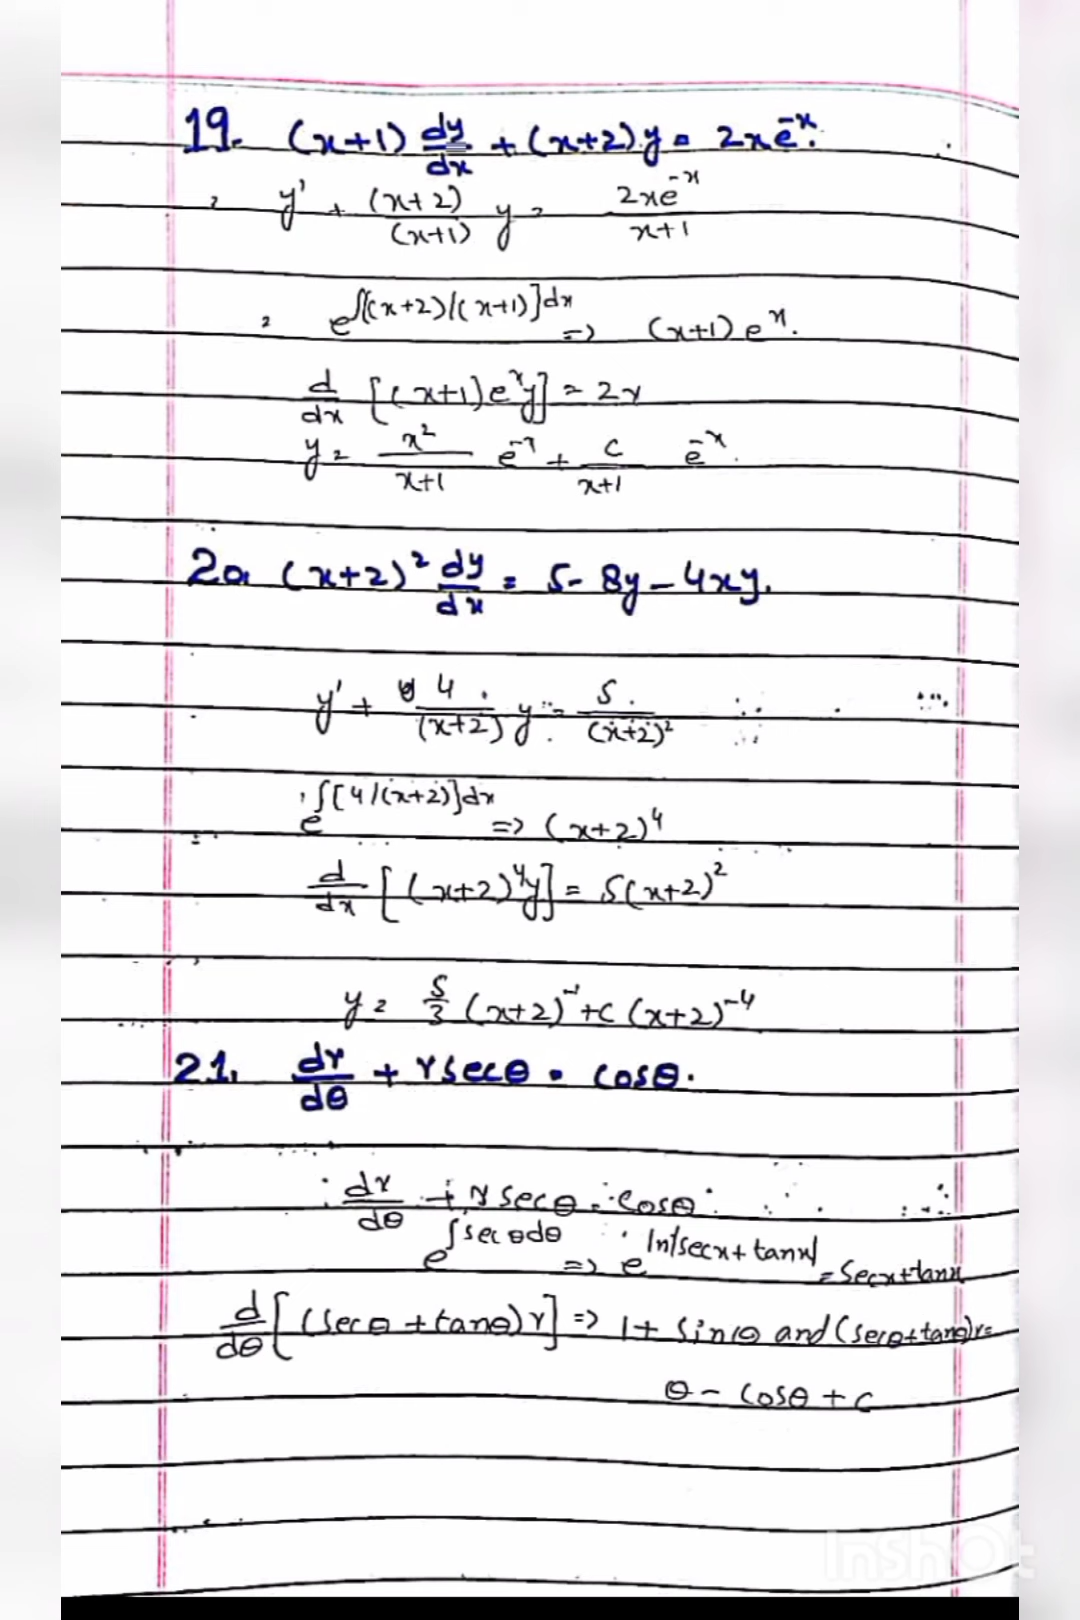 19. (x+1) dy/dx + (x+2)y = 2xe^-x.
= y' + (x+2)/(x+1) y = 2xe^-x/x+1
= e^∫[(x+2)/(x+1)]dx => (x+1)e^x.
d/dx [(x+1)e^x y] = 2x
y = x²/x+1 e^-x + c/x+1 e^-x.
20. (x+2)² dy/dx = 5-8y-4xy.
y' + 4/(x+2) y = 5/(x+2)²
e^∫[4/(x+2)]dx => (x+2)^4
d/dx [(x+2)^4 y] = 5(x+2)²
y = 5/3 (x+2)^-1 + c (x+2)^-4
21. dr/dθ + rsecθ = cosθ.
dr/dθ + r secθ = cosθ
e^∫secθdθ => e^ln|secx+tanx| = secx+tanx
d/dθ [(secθ+tanθ)r] => 1+sinθ and (secθ+tanθ)r=
θ - cosθ + c
InShOt